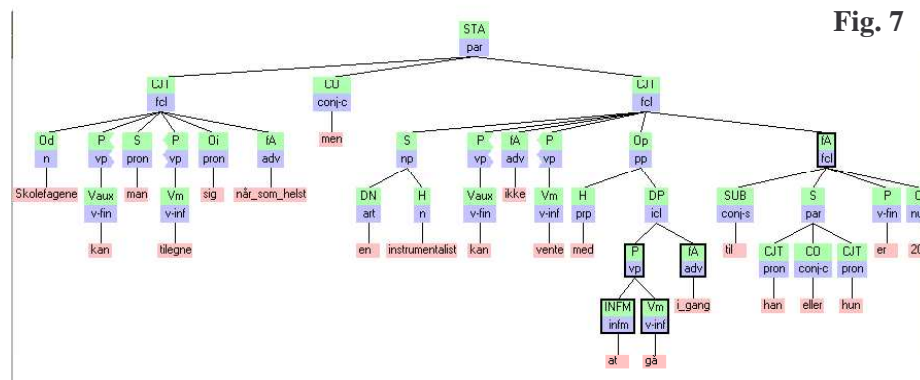 Fig. 7
STA
par
CJT CO CJT
fcl conj-c fcl
men
Od P S P Oi fA S P fA P Op fA
n vp pron vp pron adv np vp adv vp pp fcl
Skolefagene man sig når_som_helst ikke
Vaux Vm DN H Vaux Vm H DP SUB S P
v-fin v-inf art n v-fin v-inf prp icl conj-s par v-fin
kan tilegne en instrumentalist kan vente med til er 20
P fA CJT CO CJT
vp adv pron conj-c pron
i_gang han eller hun
INFM Vm
infm v-inf
at gå